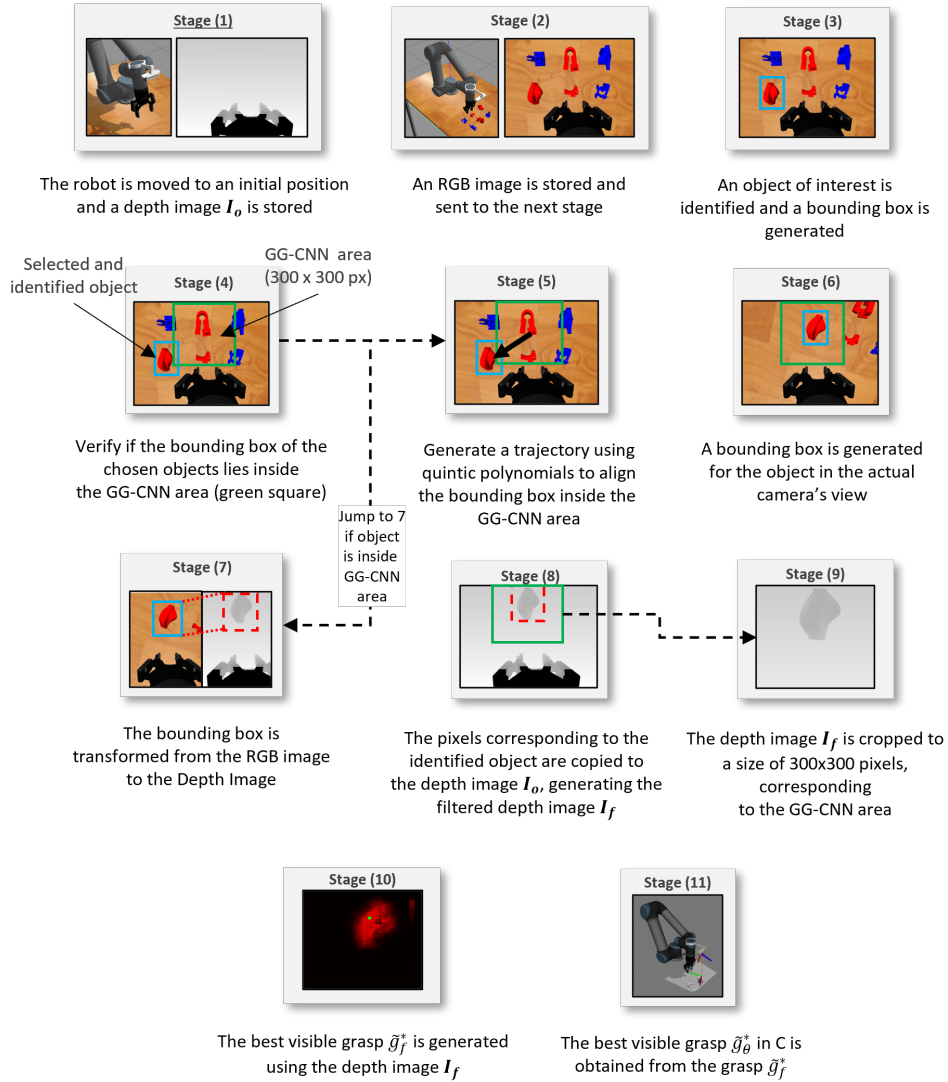 Stage (1)
Stage (2)
Stage (3)
The robot is moved to an initial position
and a depth image I_o is stored
An RGB image is stored and
sent to the next stage
An object of interest is
identified and a bounding box is
generated
Selected and
identified object
GG-CNN area
(300 x 300 px)
Stage (4)
Stage (5)
Stage (6)
Verify if the bounding box of the
chosen objects lies inside
the GG-CNN area (green square)
Generate a trajectory using
quintic polynomials to align
the bounding box inside the
GG-CNN area
A bounding box is generated
for the object in the actual
camera's view
Jump to 7
if object
is inside
GG-CNN
area
Stage (7)
Stage (8)
Stage (9)
The bounding box is
transformed from the RGB image
to the Depth Image
The pixels corresponding to the
identified object are copied to
the depth image I_o, generating the
filtered depth image I_f
The depth image I_f is cropped to
a size of 300x300 pixels,
corresponding
to the GG-CNN area
Stage (10)
Stage (11)
The best visible grasp g̃*_f is generated
using the depth image I_f
The best visible grasp g̃*_θ in C is
obtained from the grasp g̃*_f